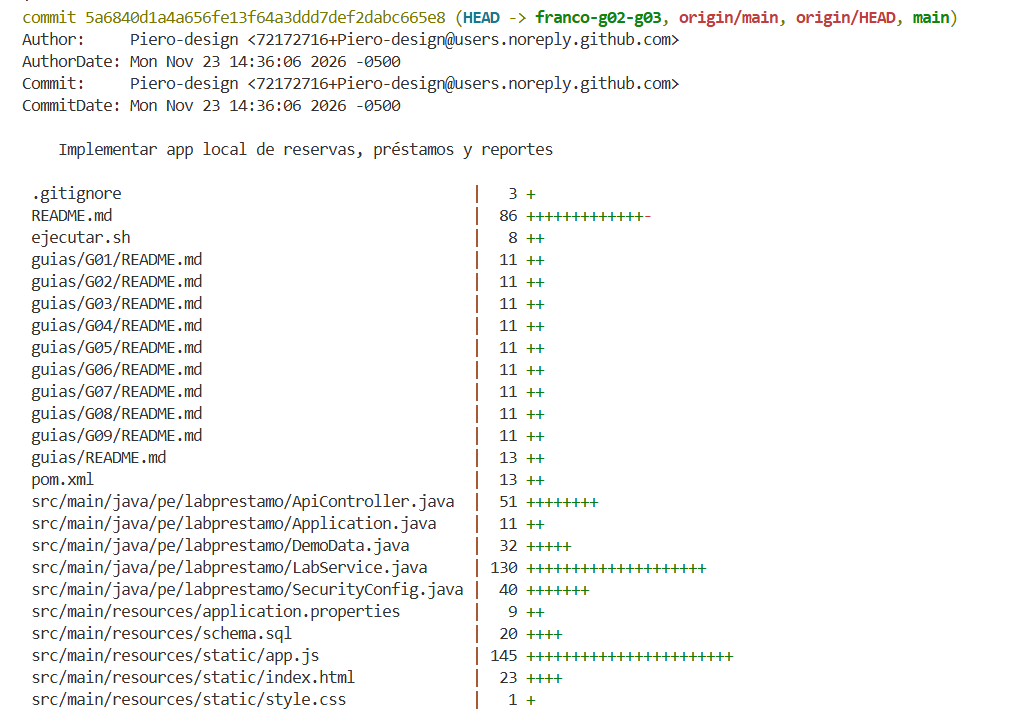 commit 5a6840d1a4a656fe13f64a3ddd7def2dabc665e8 (HEAD -> franco-g02-g03, origin/main, origin/HEAD, main)
Author:     Piero-design <72172716+Piero-design@users.noreply.github.com>
AuthorDate: Mon Nov 23 14:36:06 2026 -0500
Commit:     Piero-design <72172716+Piero-design@users.noreply.github.com>
CommitDate: Mon Nov 23 14:36:06 2026 -0500
Implementar app local de reservas, préstamos y reportes
.gitignore | 3 +
README.md | 86 +++++++++++++-
ejecutar.sh | 8 ++
guias/G01/README.md | 11 ++
guias/G02/README.md | 11 ++
guias/G03/README.md | 11 ++
guias/G04/README.md | 11 ++
guias/G05/README.md | 11 ++
guias/G06/README.md | 11 ++
guias/G07/README.md | 11 ++
guias/G08/README.md | 11 ++
guias/G09/README.md | 11 ++
guias/README.md | 13 ++
pom.xml | 13 ++
src/main/java/pe/labprestamo/ApiController.java | 51 ++++++++
src/main/java/pe/labprestamo/Application.java | 11 ++
src/main/java/pe/labprestamo/DemoData.java | 32 +++++
src/main/java/pe/labprestamo/LabService.java | 130 ++++++++++++++++++++
src/main/java/pe/labprestamo/SecurityConfig.java | 40 +++++++
src/main/resources/application.properties | 9 ++
src/main/resources/schema.sql | 20 ++++
src/main/resources/static/app.js | 145 +++++++++++++++++++++++
src/main/resources/static/index.html | 23 ++++
src/main/resources/static/style.css | 1 +